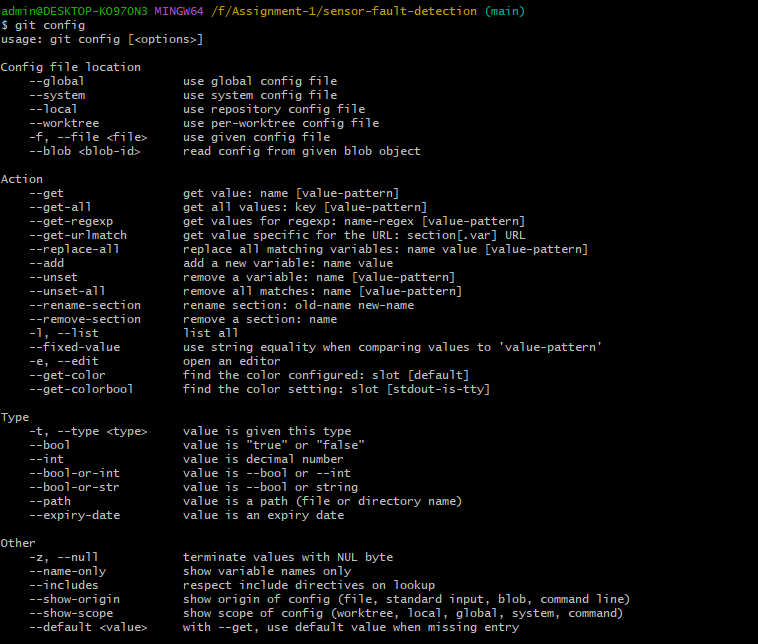 admin@DESKTOP-KO97ON3 MINGW64 /f/Assignment-1/sensor-fault-detection (main)
$ git config
usage: git config [<options>]

Config file location
    --global              use global config file
    --system              use system config file
    --local               use repository config file
    --worktree            use per-worktree config file
    -f, --file <file>     use given config file
    --blob <blob-id>      read config from given blob object

Action
    --get                 get value: name [value-pattern]
    --get-all             get all values: key [value-pattern]
    --get-regexp          get values for regexp: name-regex [value-pattern]
    --get-urlmatch        get value specific for the URL: section[.var] URL
    --replace-all         replace all matching variables: name value [value-pattern]
    --add                 add a new variable: name value
    --unset               remove a variable: name [value-pattern]
    --unset-all           remove all matches: name [value-pattern]
    --rename-section      rename section: old-name new-name
    --remove-section      remove a section: name
    -l, --list            list all
    --fixed-value         use string equality when comparing values to 'value-pattern'
    -e, --edit            open an editor
    --get-color           find the color configured: slot [default]
    --get-colorbool       find the color setting: slot [stdout-is-tty]

Type
    -t, --type <type>     value is given this type
    --bool                value is "true" or "false"
    --int                 value is decimal number
    --bool-or-int         value is --bool or --int
    --bool-or-str         value is --bool or string
    --path                value is a path (file or directory name)
    --expiry-date         value is an expiry date

Other
    -z, --null            terminate values with NUL byte
    --name-only           show variable names only
    --includes            respect include directives on lookup
    --show-origin         show origin of config (file, standard input, blob, command line)
    --show-scope          show scope of config (worktree, local, global, system, command)
    --default <value>     with --get, use default value when missing entry